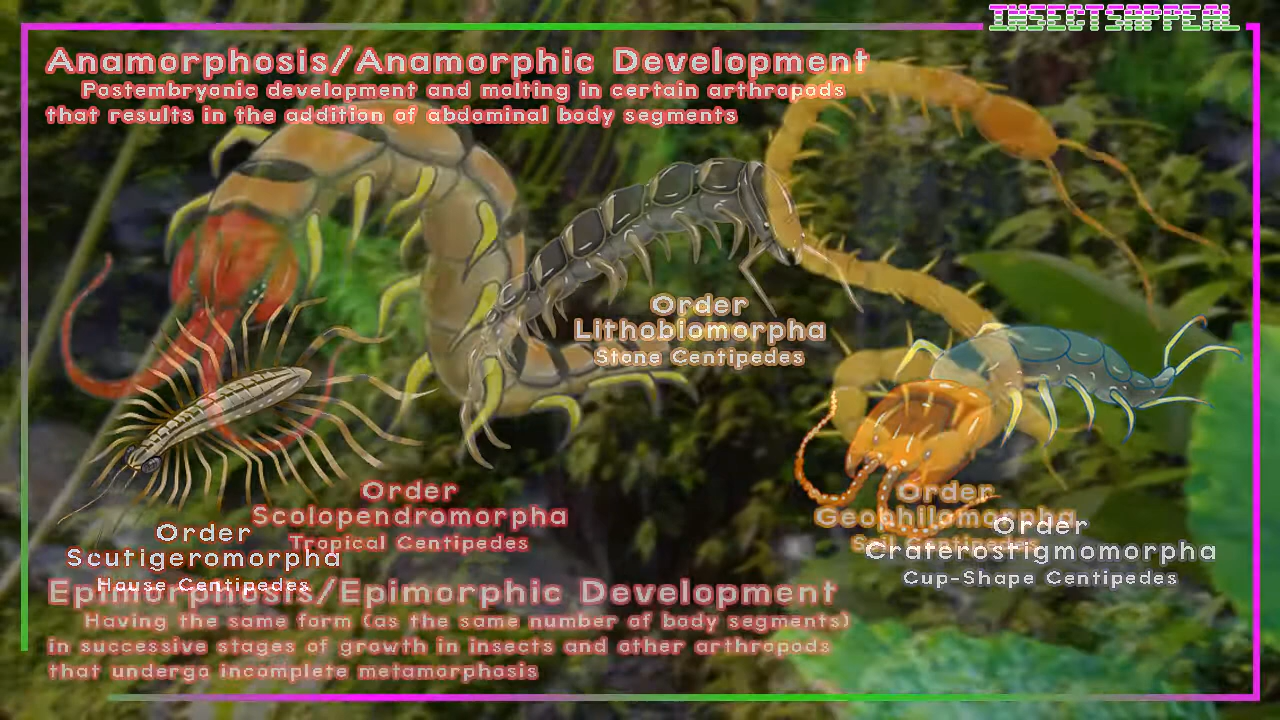 INSECTSAPPEAL
Anamorphosis/Anamorphic Development
Postembryonic development and molting in certain arthropods
that results in the addition of abdominal body segments
Order
Lithobiomorpha
Stone Centipedes
Order
Scolopendromorpha
Tropical Centipedes
Order
Geophilomorpha
Soil Centipedes
Order
Scutigeromorpha
House Centipedes
Order
Craterostigmomorpha
Cup-Shape Centipedes
Epimorphosis/Epimorphic Development
Having the same form (as the same number of body segments)
in successive stages of growth in insects and other arthropods
that undergo incomplete metamorphosis